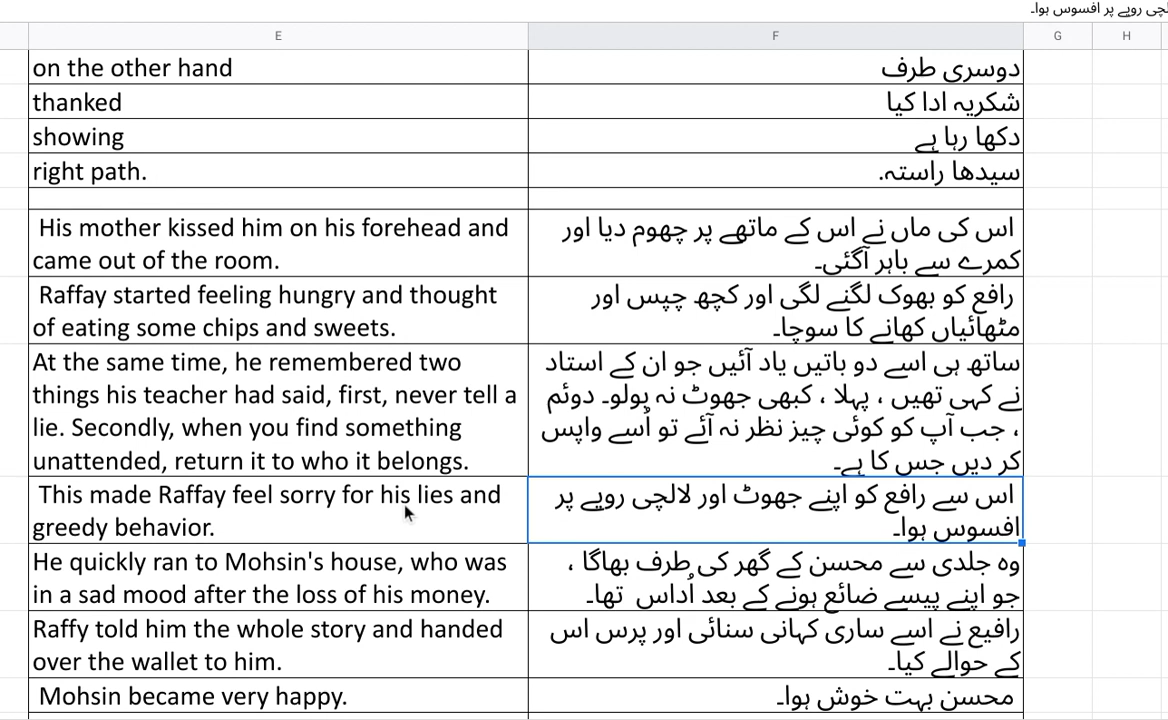 لچی رویے پر افسوس ہوا۔
E F G H
on the other hand دوسری طرف
thanked شکریہ ادا کیا
showing دکھا رہا ہے
right path. سیدھا راستہ.
His mother kissed him on his forehead and
came out of the room.
اس کی ماں نے اس کے ماتھے پر چھوم دیا اور
کمرے سے باہر آگئی۔
Raffay started feeling hungry and thought
of eating some chips and sweets.
رافع کو بھوک لگنے لگی اور کچھ چپس اور
مٹھائیاں کھانے کا سوچا۔
At the same time, he remembered two
things his teacher had said, first, never tell a
lie. Secondly, when you find something
unattended, return it to who it belongs.
ساتھ ہی اسے دو باتیں یاد آئیں جو ان کے استاد
نے کہی تھیں ، پہلا ، کبھی جھوٹ نہ بولو۔ دوئم
، جب آپ کو کوئی چیز نظر نہ آئے تو اُسے واپس
کر دیں جس کا ہے۔
This made Raffay feel sorry for his lies and
greedy behavior.
اس سے رافع کو اپنے جھوٹ اور لالچی رویے پر
افسوس ہوا۔
He quickly ran to Mohsin's house, who was
in a sad mood after the loss of his money.
وہ جلدی سے محسن کے گھر کی طرف بھاگا ،
جو اپنے پیسے ضائع ہونے کے بعد اُداس تھا۔
Raffy told him the whole story and handed
over the wallet to him.
رافیع نے اسے ساری کہانی سنائی اور پرس اس
کے حوالے کیا۔
Mohsin became very happy.
محسن بہت خوش ہوا۔